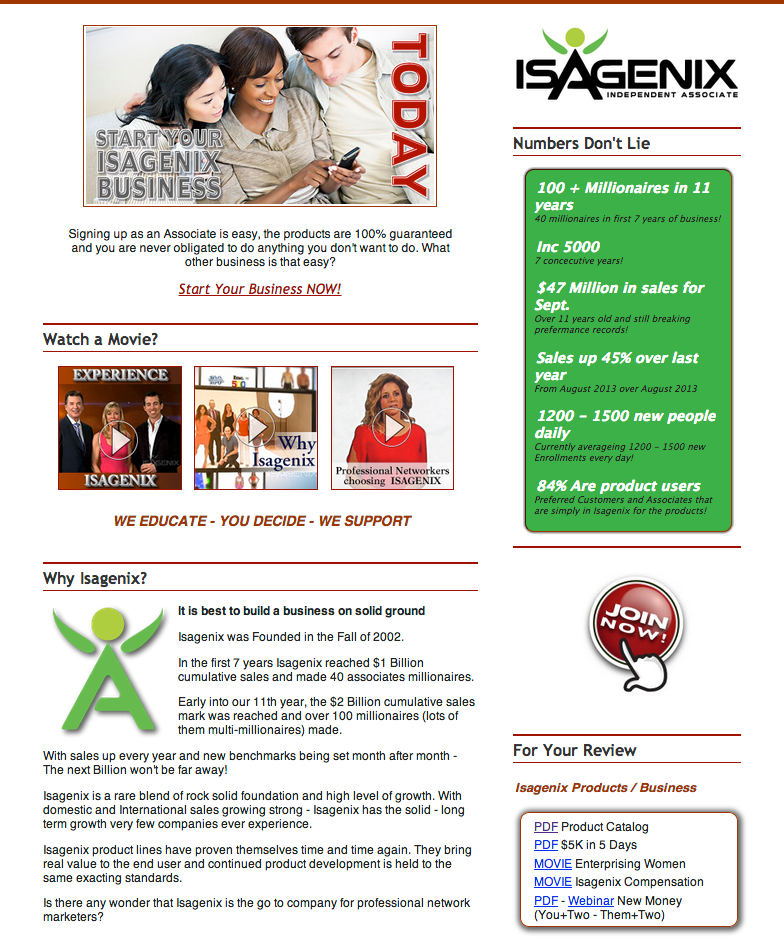 START YOUR
ISAGENIX
BUSINESS
TODAY
Signing up as an Associate is easy, the products are 100% guaranteed
and you are never obligated to do anything you don't want to do. What
other business is that easy?
Start Your Business NOW!
Watch a Movie?
EXPERIENCE
ISAGENIX
Why
Isagenix
Professional Networkers
choosing ISAGENIX
WE EDUCATE - YOU DECIDE - WE SUPPORT
Why Isagenix?
It is best to build a business on solid ground
Isagenix was Founded in the Fall of 2002.
In the first 7 years Isagenix reached $1 Billion
cumulative sales and made 40 associates millionaires.
Early into our 11th year, the $2 Billion cumulative sales
mark was reached and over 100 millionaires (lots of
them multi-millionaires) made.
With sales up every year and new benchmarks being set month after month -
The next Billion won't be far away!
Isagenix is a rare blend of rock solid foundation and high level of growth. With
domestic and International sales growing strong - Isagenix has the solid - long
term growth very few companies ever experience.
Isagenix product lines have proven themselves time and time again. They bring
real value to the end user and continued product development is held to the
same exacting standards.
Is there any wonder that Isagenix is the go to company for professional network
marketers?
ISAGENIX
INDEPENDENT ASSOCIATE
Numbers Don't Lie
100 + Millionaires in 11
years
40 millionaires in first 7 years of business!
Inc 5000
7 concecutive years!
$47 Million in sales for
Sept.
Over 11 years old and still breaking
prefermance records!
Sales up 45% over last
year
From August 2013 over August 2013
1200 – 1500 new people
daily
Currently averageing 1200 – 1500 new
Enrollments every day!
84% Are product users
Preferred Customers and Associates that
are simply in Isagenix for the products!
JOIN
NOW!
For Your Review
Isagenix Products / Business
PDF Product Catalog
PDF $5K in 5 Days
MOVIE Enterprising Women
MOVIE Isagenix Compensation
PDF - Webinar New Money
(You+Two - Them+Two)